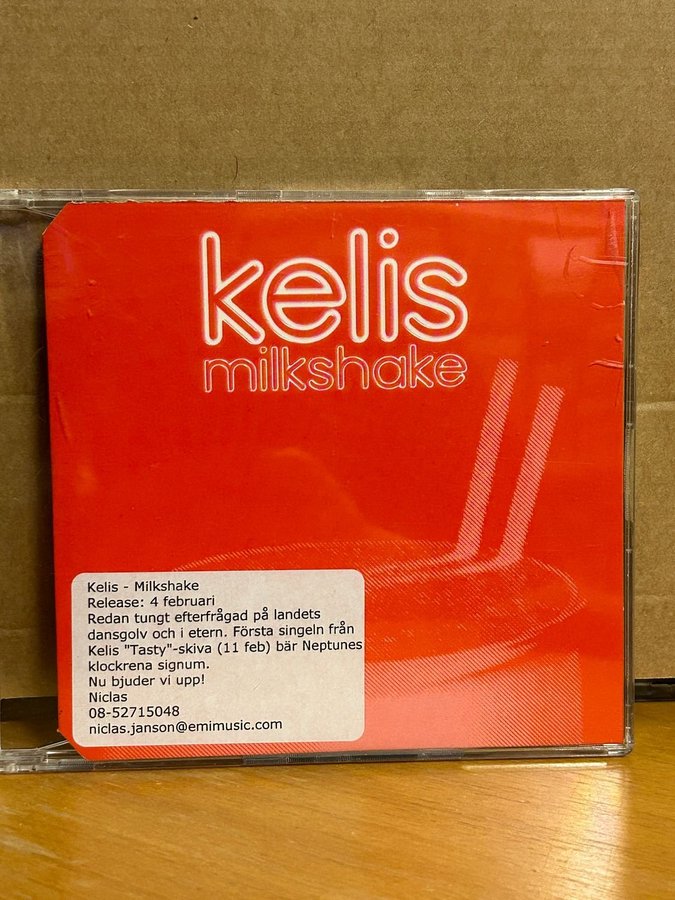 kelis
milkshake
Kelis - Milkshake
Release: 4 februari
Redan tungt efterfrågad på landets
dansgolv och i etern. Första singeln från
Kelis "Tasty"-skiva (11 feb) bär Neptunes
klockrena signum.
Nu bjuder vi upp!
Niclas
08-52715048
niclas.janson@emimusic.com